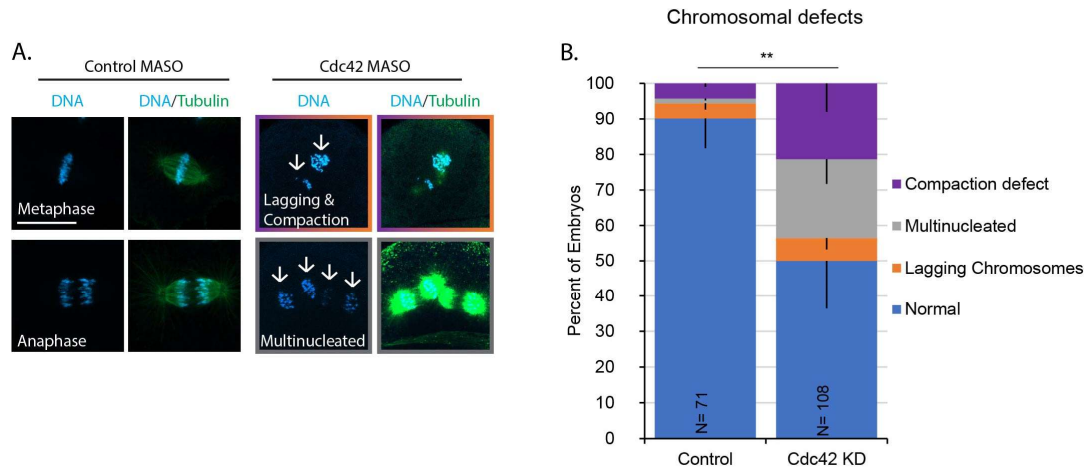 Chromosomal defects
A.
Control MASO
Cdc42 MASO
DNA
DNA/Tubulin
DNA
DNA/Tubulin
Metaphase
Lagging &
Compaction
Anaphase
Multinucleated
B.
**
Percent of Embryos
100
90
80
70
60
50
40
30
20
10
0
N= 71
N= 108
Control
Cdc42 KD
Compaction defect
Multinucleated
Lagging Chromosomes
Normal